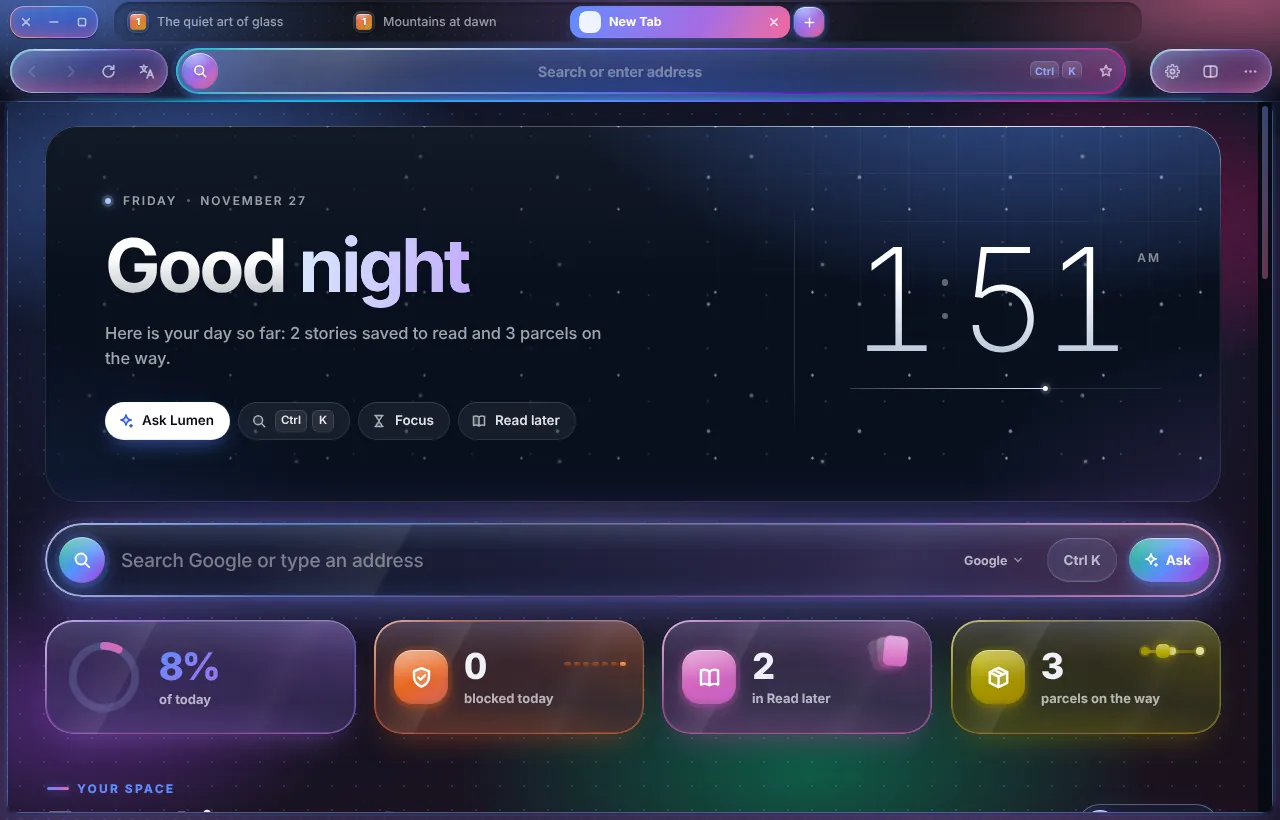 1 The quiet art of glass
1 Mountains at dawn
New Tab
Search or enter address
Ctrl K
FRIDAY • NOVEMBER 27
Good night
1:51 AM
Here is your day so far: 2 stories saved to read and 3 parcels on
the way.
Ask Lumen
Ctrl K
Focus
Read later
Search Google or type an address
Google
Ctrl K
Ask
8%
of today
0
blocked today
2
in Read later
3
parcels on the way
YOUR SPACE